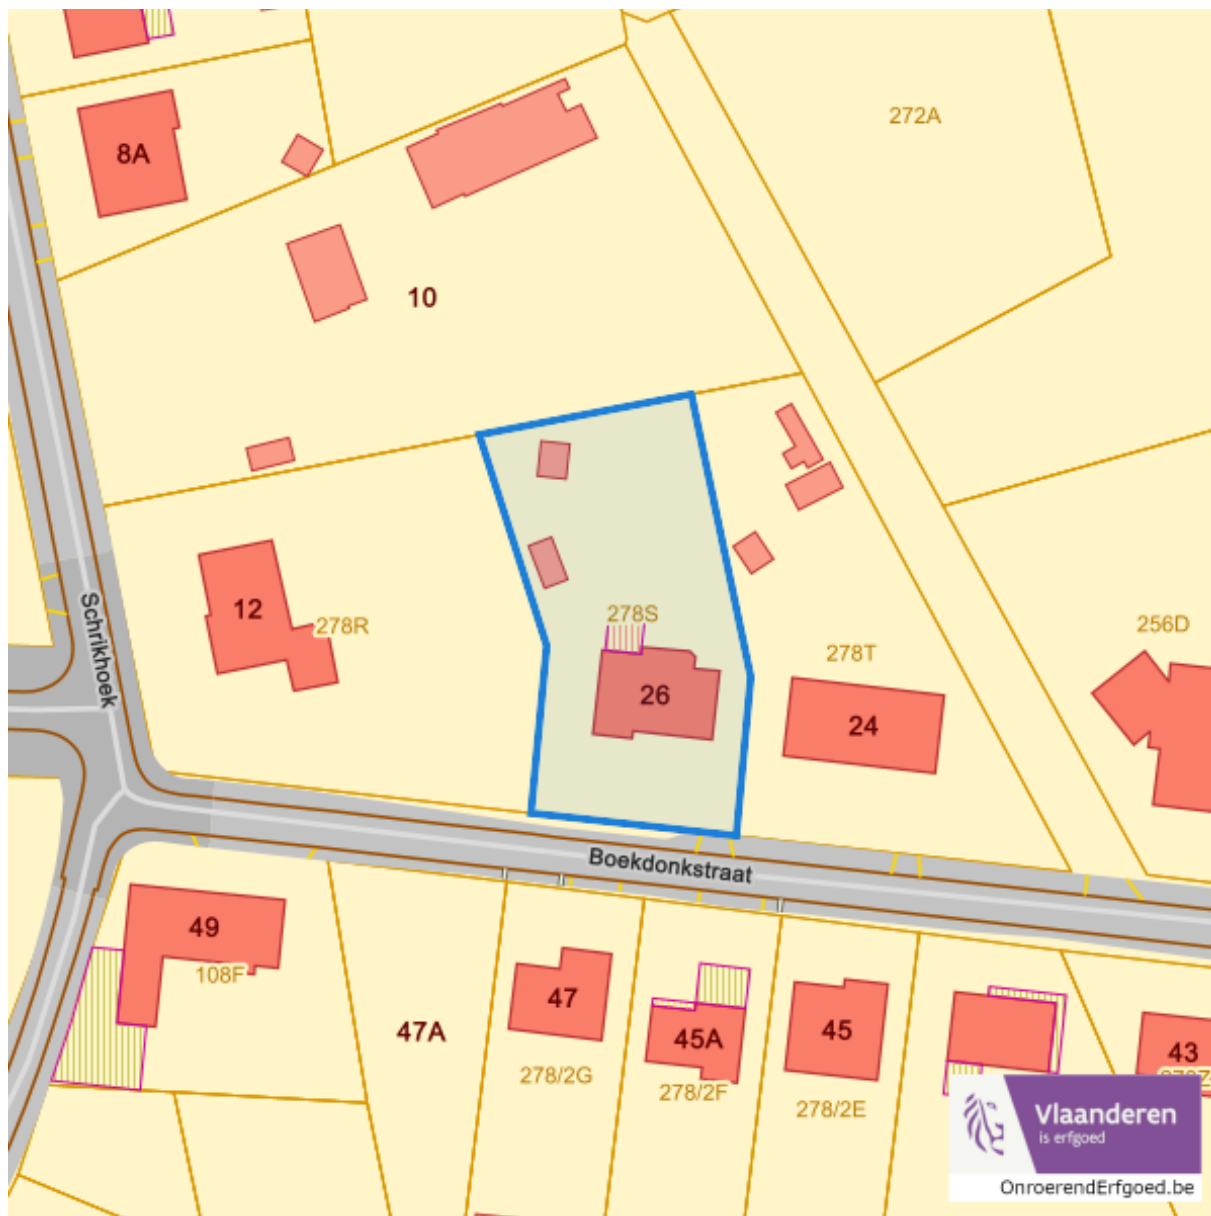 272A
8A
10
Schrikhoek
12
278R
278S
26
278T
24
256D
Boekdonkstraat
49
108F
47A
47
278/2G
45A
278/2F
45
278/2E
43
Vlaanderen
is erfgoed
OnroerendErfgoed.be